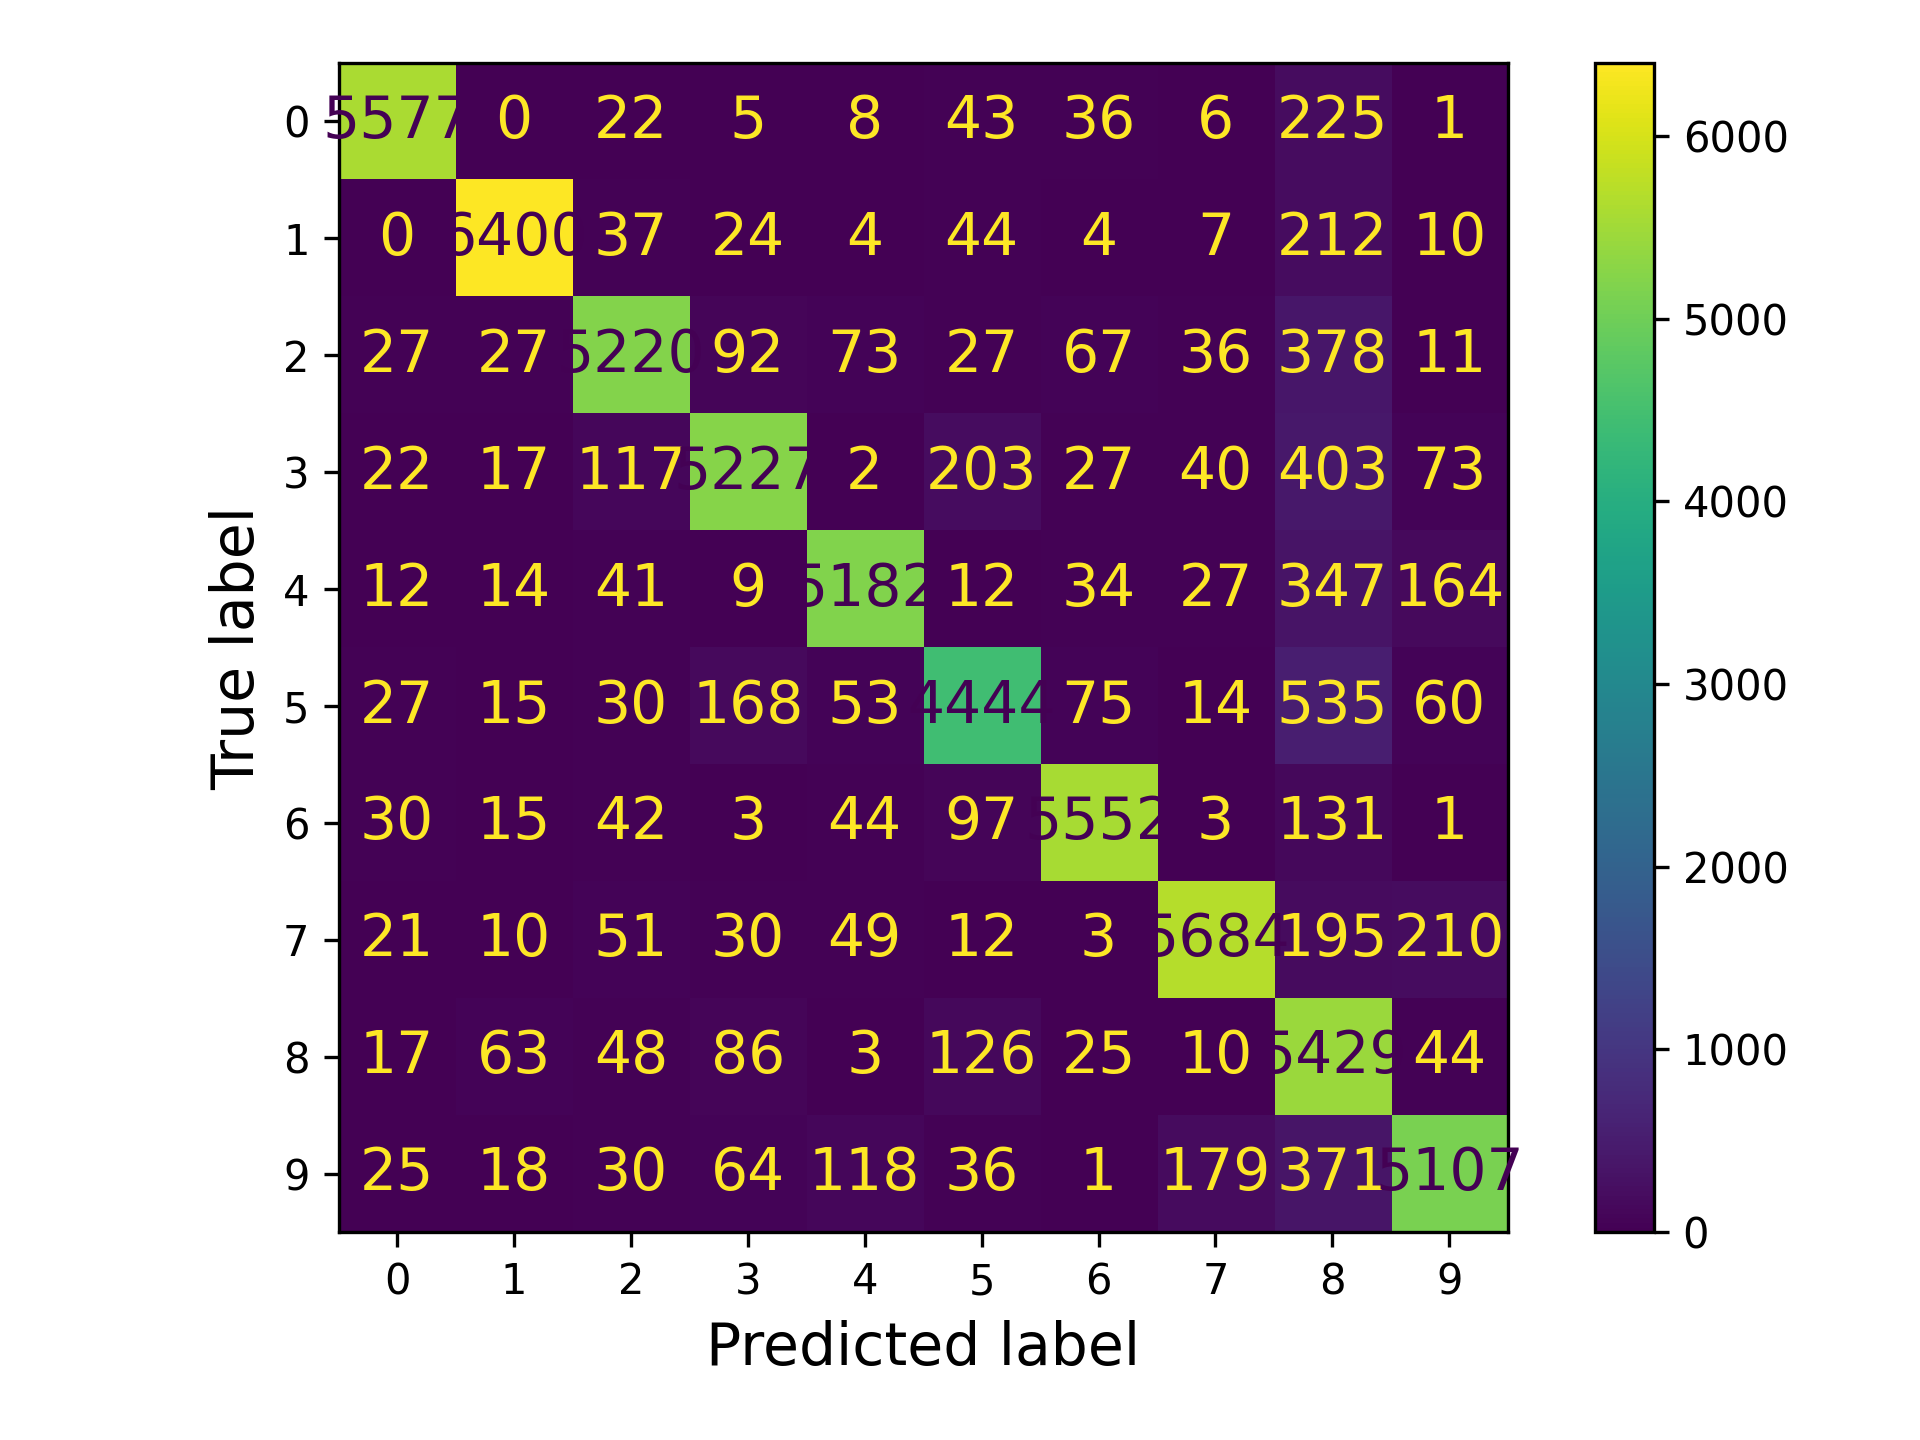 0 5577 0 22 5 8 43 36 6 225 1
1 0 6400 37 24 4 44 4 7 212 10
2 27 27 5220 92 73 27 67 36 378 11
3 22 17 117 5227 2 203 27 40 403 73
4 12 14 41 9 5182 12 34 27 347 164
5 27 15 30 168 53 4444 75 14 535 60
6 30 15 42 3 44 97 5552 3 131 1
7 21 10 51 30 49 12 3 5684 195 210
8 17 63 48 86 3 126 25 10 5429 44
9 25 18 30 64 118 36 1 179 371 5107
0 1 2 3 4 5 6 7 8 9
Predicted label
True label
6000
5000
4000
3000
2000
1000
0